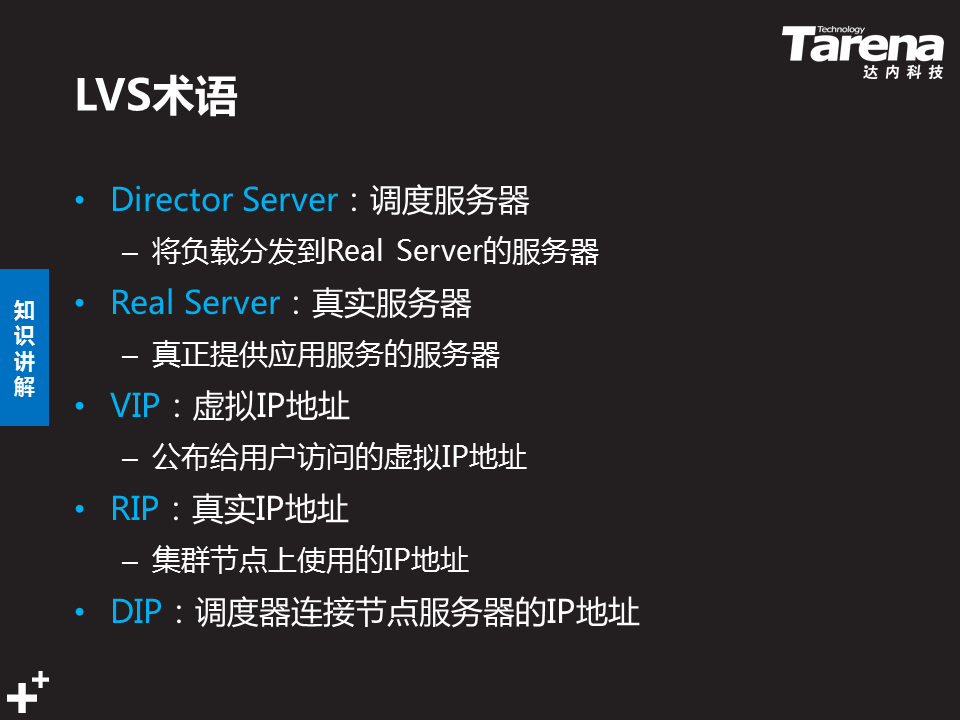 Technology
Tarena
达内科技
LVS术语
• Director Server：调度服务器
– 将负载分发到Real Server的服务器
• Real Server：真实服务器
– 真正提供应用服务的服务器
• VIP：虚拟IP地址
– 公布给用户访问的虚拟IP地址
• RIP：真实IP地址
– 集群节点上使用的IP地址
• DIP：调度器连接节点服务器的IP地址
知识讲解